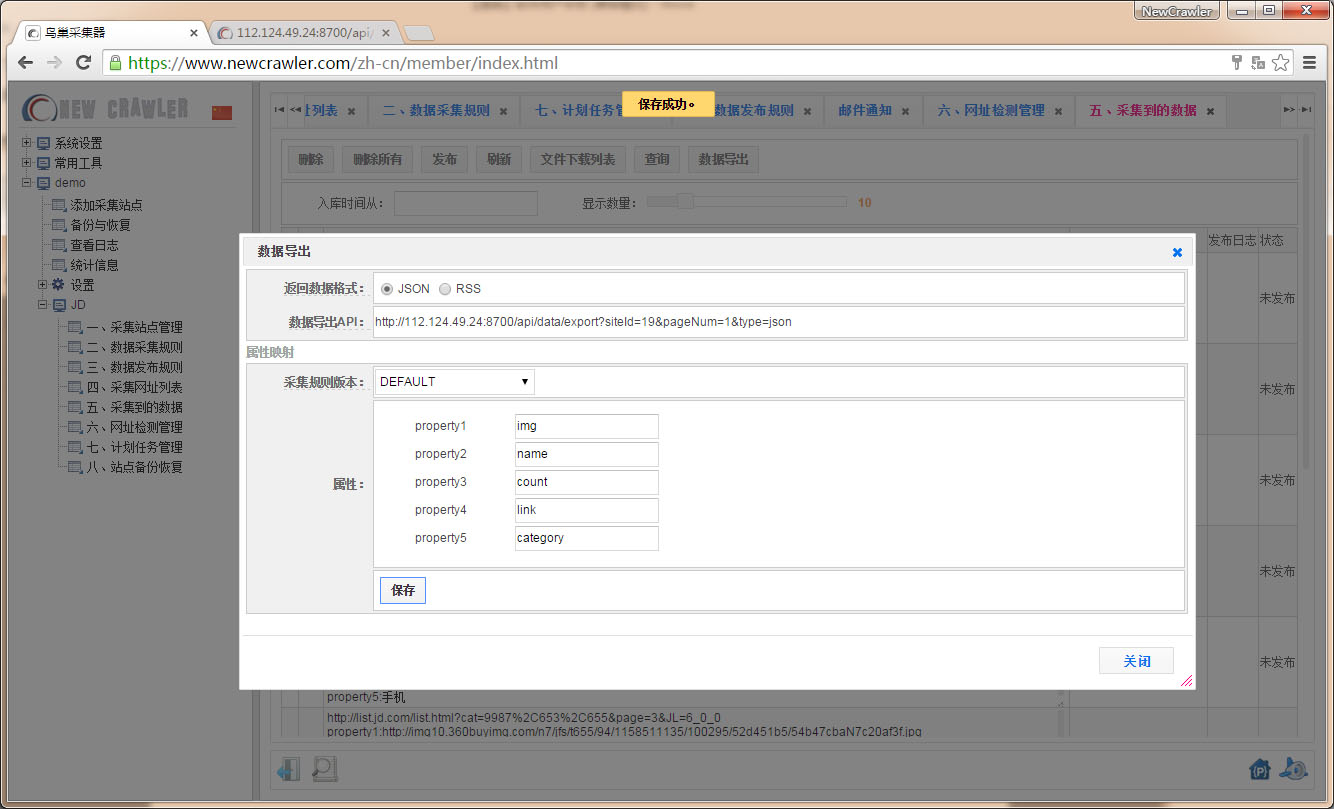 NewCrawler
鸟巢采集器
112.124.49.24:8700/api/
https://www.newcrawler.com/zh-cn/member/index.html
NEW CRAWLER
保存成功。
址列表 二、数据采集规则 七、计划任务管 数据发布规则 邮件通知 六、网址检测管理 五、采集到的数据
删除 删除所有 发布 刷新 文件下载列表 查询 数据导出
入库时间从： 显示数量： 10
发布日志 状态
系统设置
常用工具
demo
添加采集站点
备份与恢复
查看日志
统计信息
设置
JD
一、采集站点管理
二、数据采集规则
三、数据发布规则
四、采集网址列表
五、采集到的数据
六、网址检测管理
七、计划任务管理
八、站点备份恢复
数据导出
返回数据格式： JSON RSS
数据导出API： http://112.124.49.24:8700/api/data/export?siteId=19&pageNum=1&type=json
属性映射
采集规则版本： DEFAULT
属性：
property1 img
property2 name
property3 count
property4 link
property5 category
保存
关闭
未发布
未发布
未发布
未发布
未发布
property5:手机
http://list.jd.com/list.html?cat=9987%2C653%2C655&page=3&JL=6_0_0
property1:http://img10.360buyimg.com/n7/jfs/t655/94/1158511135/100295/52d451b5/54b47cbaN7c20af3f.jpg